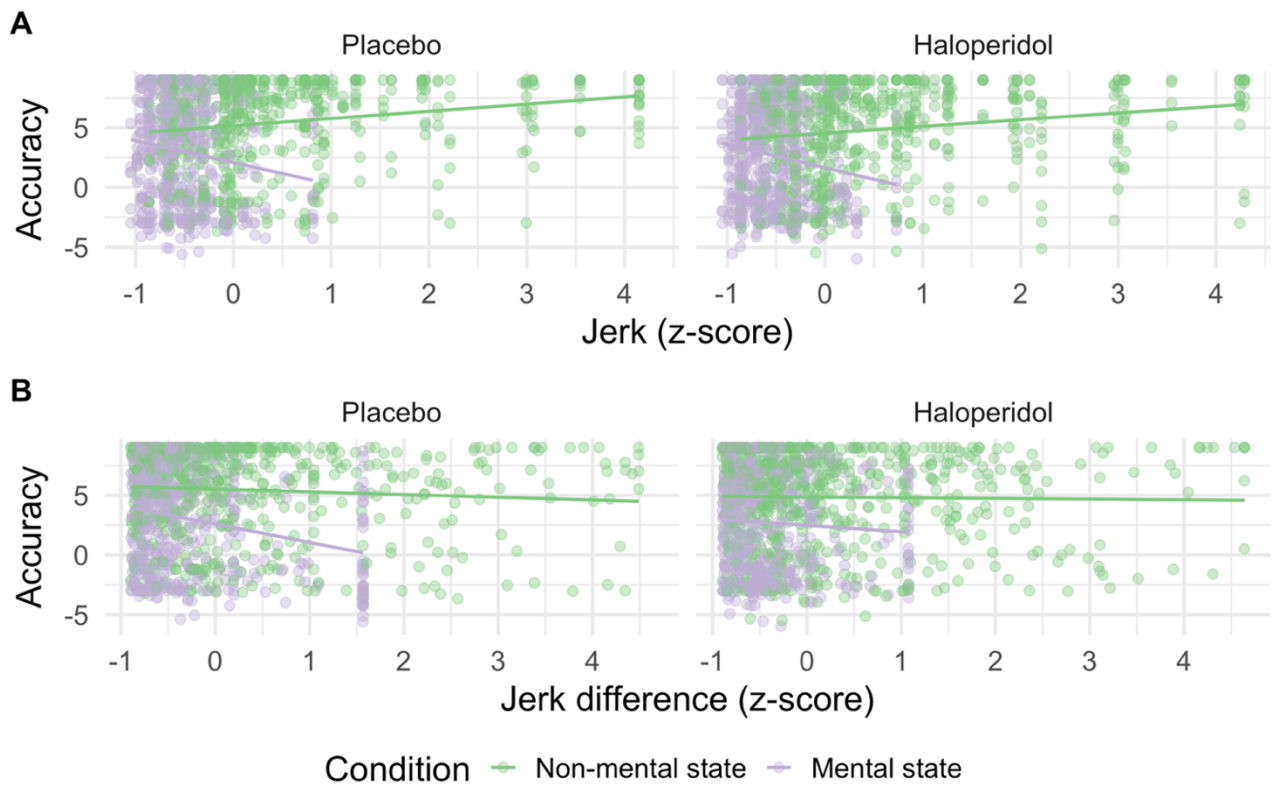 A
Placebo
Haloperidol
Accuracy
5
0
-5
-1 0 1 2 3 4
-1 0 1 2 3 4
Jerk (z-score)
B
Placebo
Haloperidol
Accuracy
5
0
-5
-1 0 1 2 3 4
-1 0 1 2 3 4
Jerk difference (z-score)
Condition Non-mental state Mental state